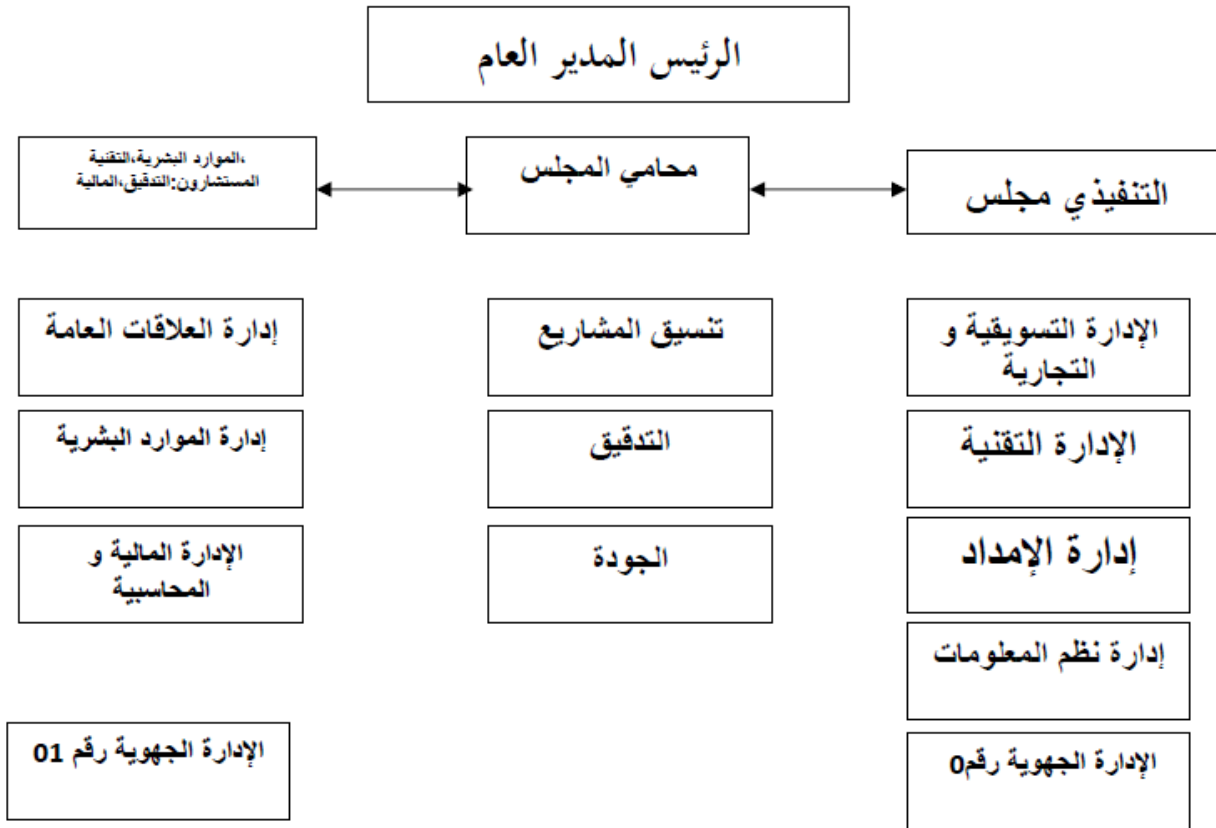 الرئيس المدير العام
التنفيذي مجلس
محامي المجلس
،الموارد البشرية،التقنية
المستشارون:التدقيق،المالية
الإدارة التسويقية و
التجارية
تنسيق المشاريع
إدارة العلاقات العامة
الإدارة التقنية
التدقيق
إدارة الموارد البشرية
إدارة الإمداد
الجودة
الإدارة المالية و
المحاسبية
إدارة نظم المعلومات
الإدارة الجهوية رقم0
الإدارة الجهوية رقم 01